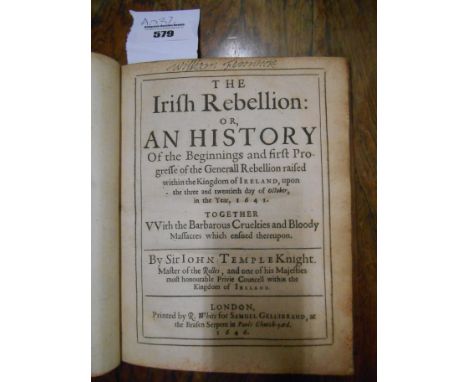 A037
579
William
THE
Iriſh Rebellion:
OR,
AN HISTORY
Of the Beginnings and firſt Pro-
greſſe of the Generall Rebellion raiſed
within the Kingdom of IRELAND, upon
the three and twentieth day of October,
in the Year, 1641.
TOGETHER
VVith the Barbarous Cruelties and Bloody
Maſſacres which enſued thereupon.
By Sir IOHN TEMPLE Knight.
Maſter of the Rolles, and one of his Majeſties
moſt honourable Privie Councell within the
Kingdom of IRELAND.
LONDON,
Printed by R. White for SAMUEL GELLIBRAND, at
the Braſen Serpent in Pauls Church-yard.
1646.